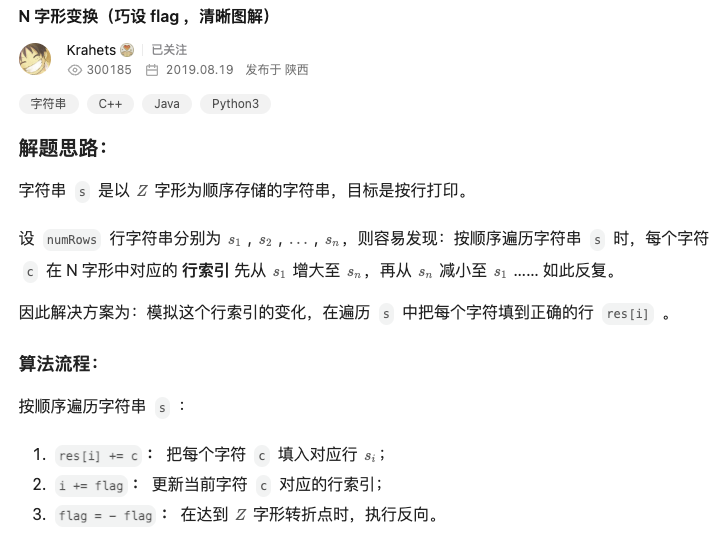 N 字形变换（巧设 flag ，清晰图解）
Krahets 已关注
300185 2019.08.19 发布于 陕西
字符串 C++ Java Python3
解题思路：
字符串 s 是以 Z 字形为顺序存储的字符串，目标是按行打印。
设 numRows 行字符串分别为 s₁ , s₂ , … , sₙ，则容易发现：按顺序遍历字符串 s 时，每个字符
c 在 N 字形中对应的 行索引 先从 s₁ 增大至 sₙ，再从 sₙ 减小至 s₁ …… 如此反复。
因此解决方案为：模拟这个行索引的变化，在遍历 s 中把每个字符填到正确的行 res[i] 。
算法流程：
按顺序遍历字符串 s ：
1. res[i] += c ： 把每个字符 c 填入对应行 sᵢ；
2. i += flag ： 更新当前字符 c 对应的行索引；
3. flag = - flag ： 在达到 Z 字形转折点时，执行反向。